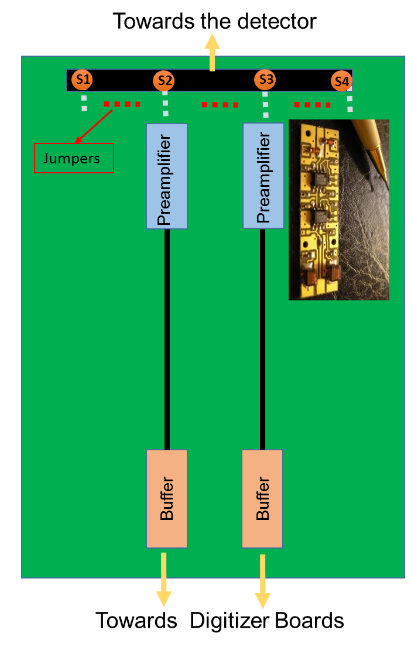 Towards the detector
S1 S2 S3 S4
Jumpers
Preamplifier Preamplifier
Buffer Buffer
Towards Digitizer Boards